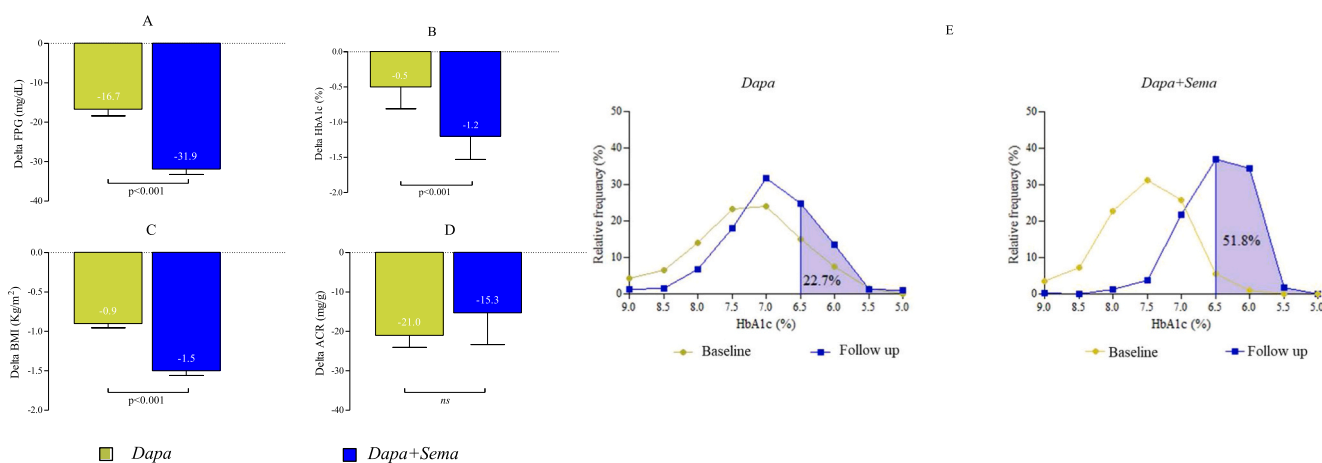 A
0
-10
-20
-30
-40
Delta FPG (mg/dL)
-16.7
-31.9
p<0.001
B
0.0
-0.5
-1.0
-1.5
-2.0
Delta HbA1c (%)
-0.5
-1.2
p<0.001
C
0.0
-0.5
-1.0
-1.5
-2.0
Delta BMI (Kg/m²)
-0.9
-1.5
p<0.001
D
0
-10
-20
-30
-40
Delta ACR (mg/g)
-21.0
-15.3
ns
Dapa
Dapa+Sema
E
Dapa
50
40
30
20
10
0
Relative frequency (%)
22.7%
9.0 8.5 8.0 7.5 7.0 6.5 6.0 5.5 5.0
HbA1c (%)
Baseline Follow up
Dapa+Sema
50
40
30
20
10
0
Relative frequency (%)
51.8%
9.0 8.5 8.0 7.5 7.0 6.5 6.0 5.5 5.0
HbA1c (%)
Baseline Follow up